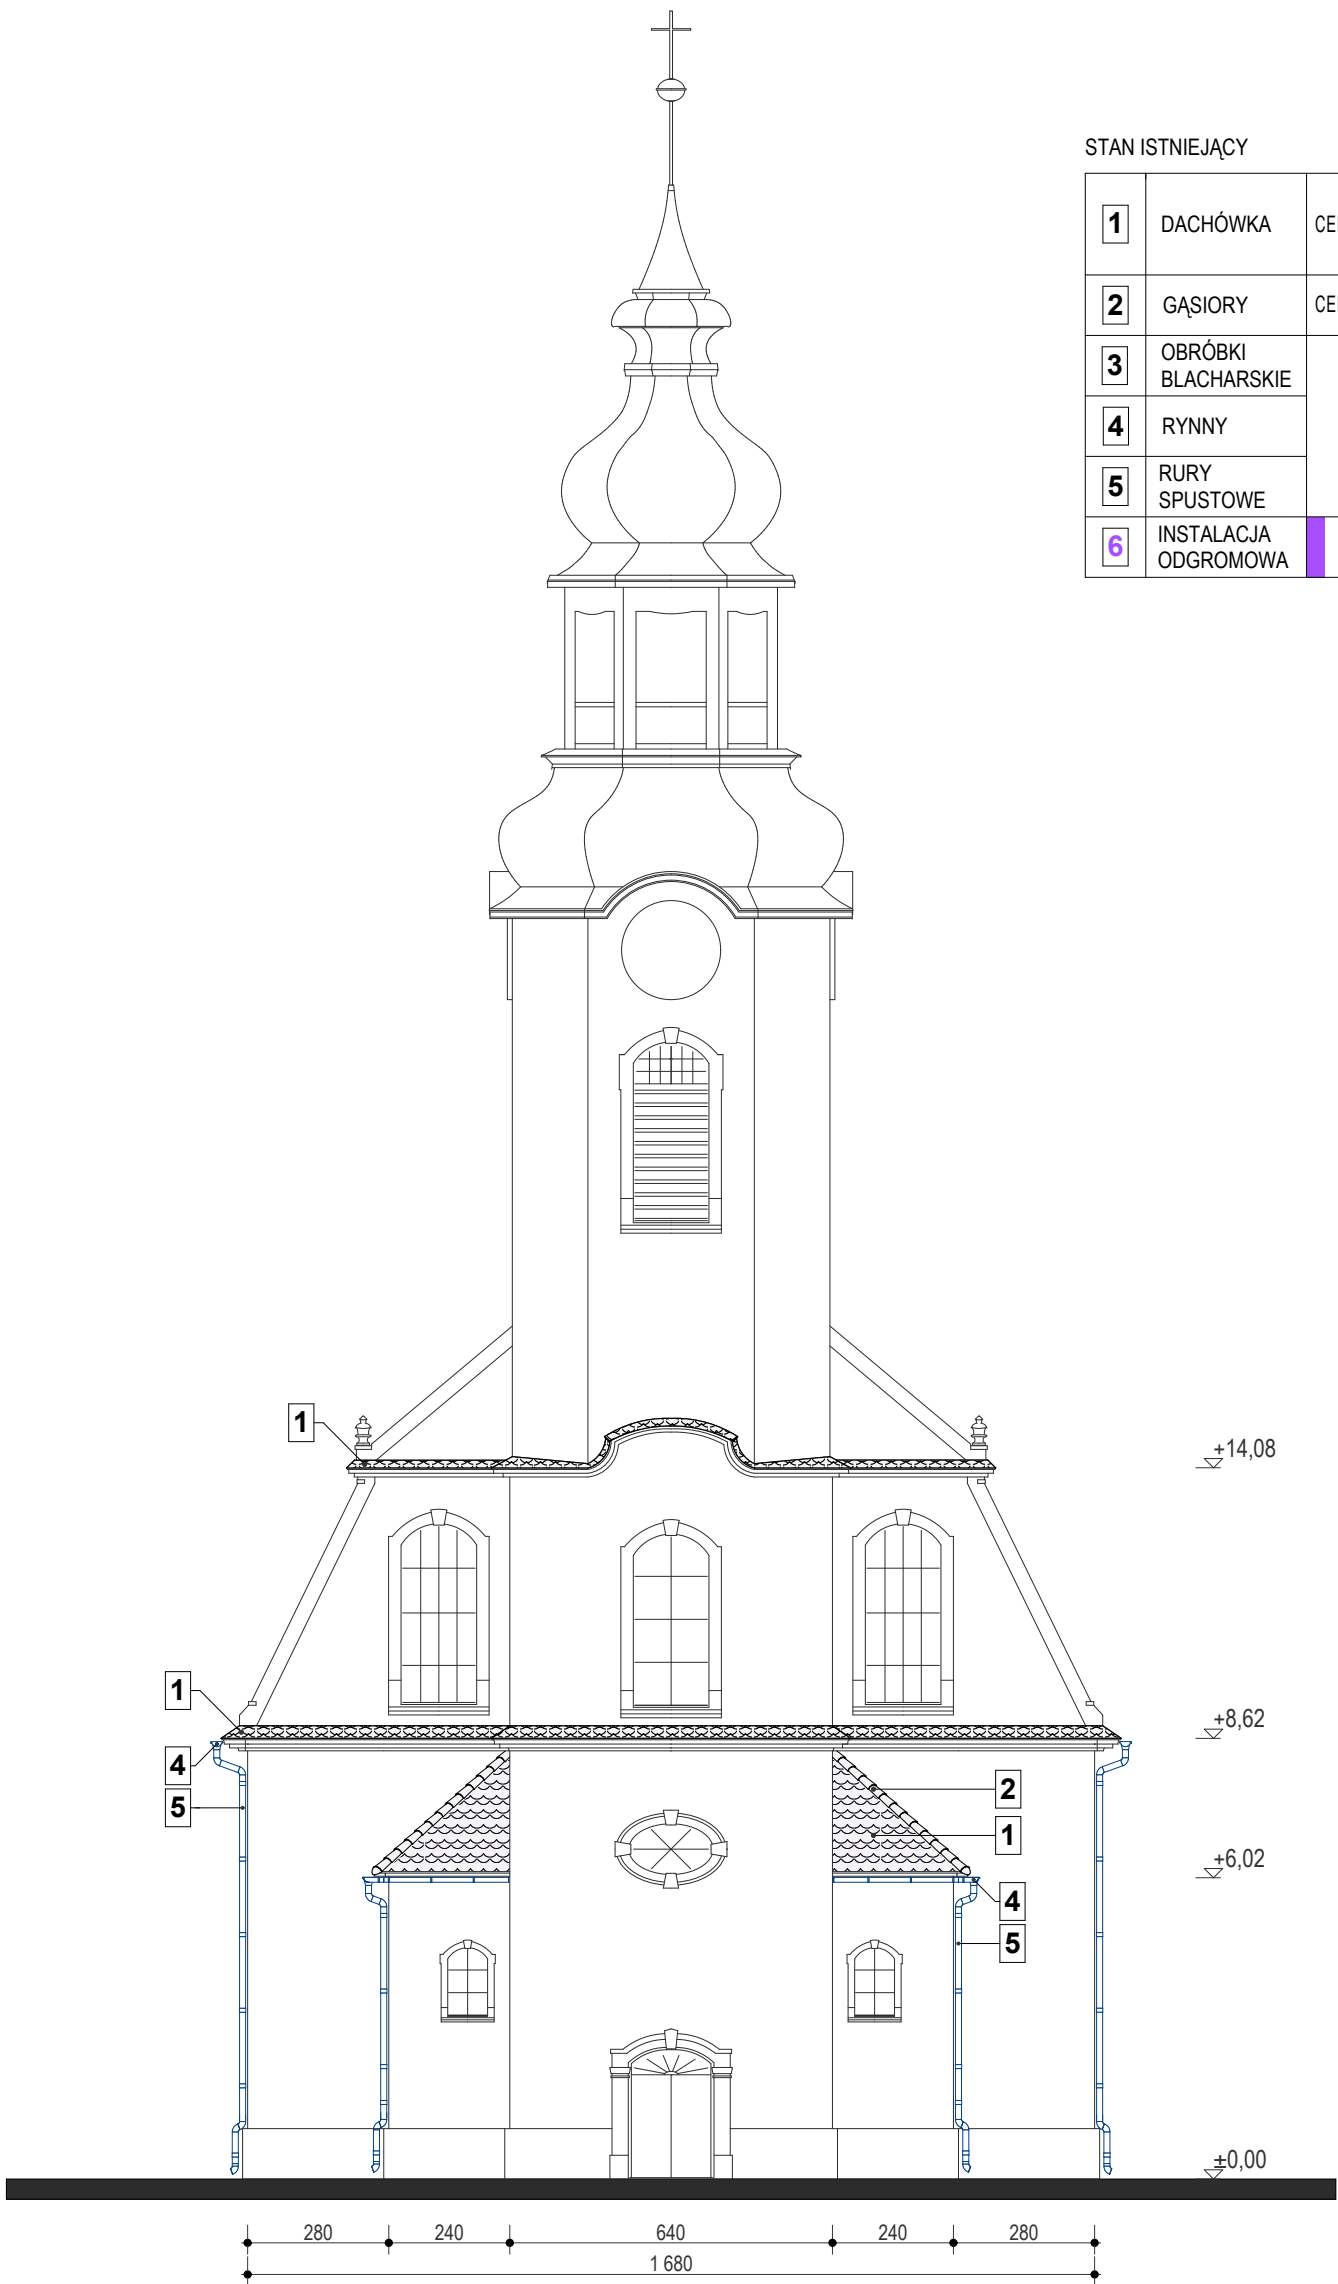 STAN ISTNIEJĄCY
1 DACHÓWKA
2 GĄSIORY
3 OBRÓBKI
BLACHARSKIE
4 RYNNY
5 RURY
SPUSTOWE
6 INSTALACJA
ODGROMOWA
1
+14,08
1
+8,62
4
5
2
1
+6,02
4
5
±0,00
280 240 640 240 280
1 680